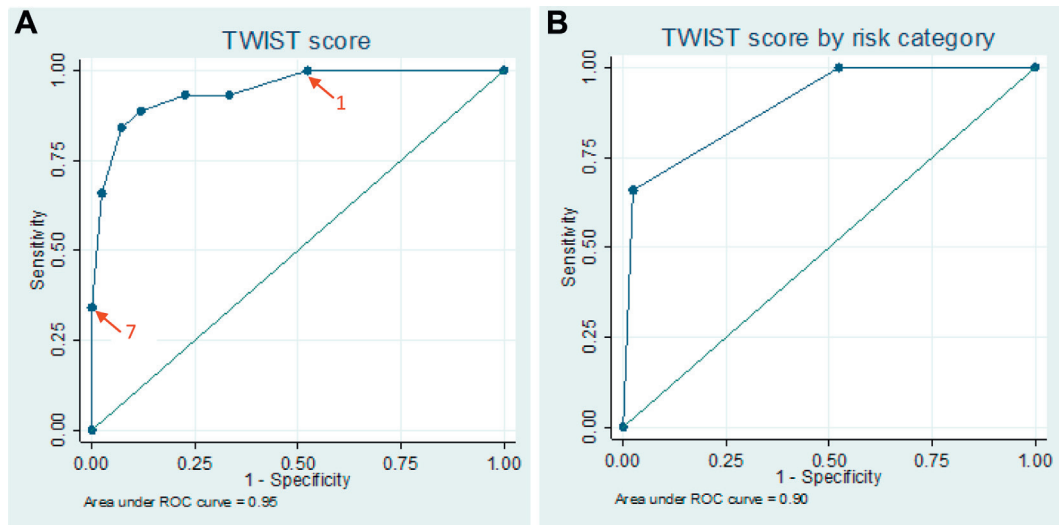 A
TWIST score
1.00
0.75
0.50
0.25
0.00
Sensitivity
1
7
0.00 0.25 0.50 0.75 1.00
1 - Specificity
Area under ROC curve = 0.95
B
TWIST score by risk category
1.00
0.75
0.50
0.25
0.00
Sensitivity
0.00 0.25 0.50 0.75 1.00
1 - Specificity
Area under ROC curve = 0.90